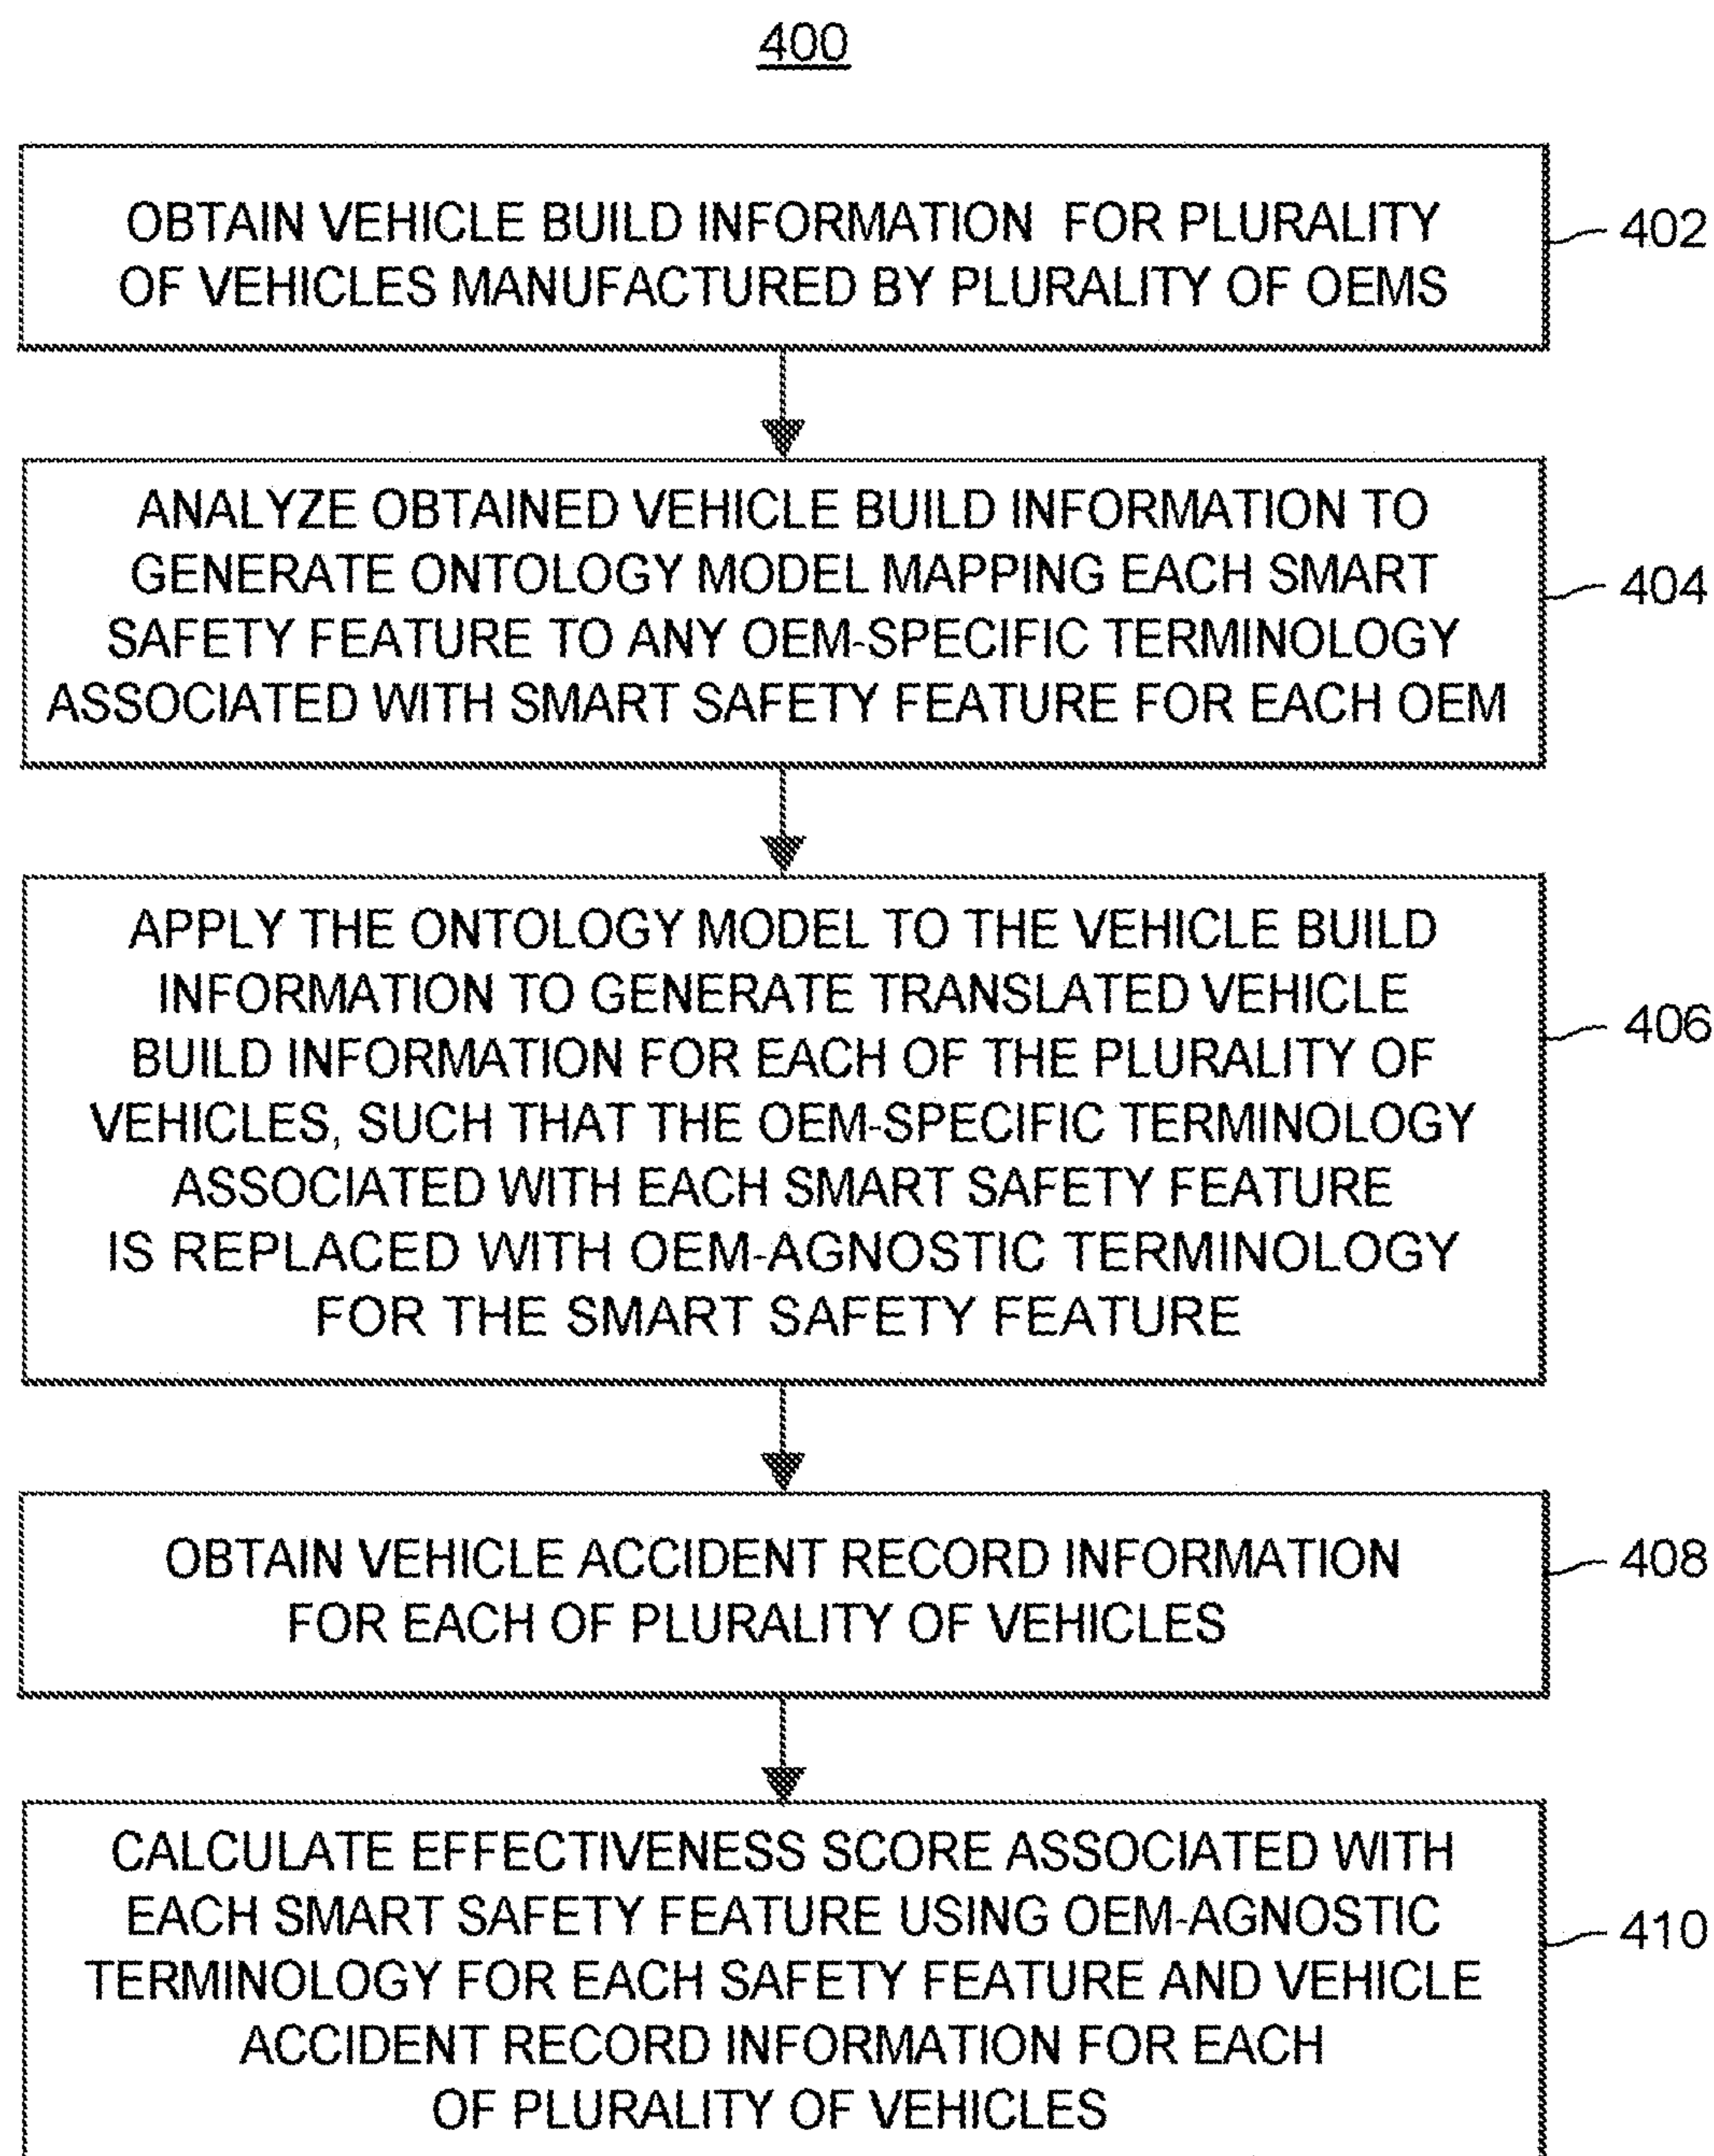 400
OBTAIN VEHICLE BUILD INFORMATION FOR PLURALITY
OF VEHICLES MANUFACTURED BY PLURALITY OF OEMS
402
ANALYZE OBTAINED VEHICLE BUILD INFORMATION TO
GENERATE ONTOLOGY MODEL MAPPING EACH SMART
SAFETY FEATURE TO ANY OEM-SPECIFIC TERMINOLOGY
ASSOCIATED WITH SMART SAFETY FEATURE FOR EACH OEM
404
APPLY THE ONTOLOGY MODEL TO THE VEHICLE BUILD
INFORMATION TO GENERATE TRANSLATED VEHICLE
BUILD INFORMATION FOR EACH OF THE PLURALITY OF
VEHICLES, SUCH THAT THE OEM-SPECIFIC TERMINOLOGY
ASSOCIATED WITH EACH SMART SAFETY FEATURE
IS REPLACED WITH OEM-AGNOSTIC TERMINOLOGY
FOR THE SMART SAFETY FEATURE
406
OBTAIN VEHICLE ACCIDENT RECORD INFORMATION
FOR EACH OF PLURALITY OF VEHICLES
408
CALCULATE EFFECTIVENESS SCORE ASSOCIATED WITH
EACH SMART SAFETY FEATURE USING OEM-AGNOSTIC
TERMINOLOGY FOR EACH SAFETY FEATURE AND VEHICLE
ACCIDENT RECORD INFORMATION FOR EACH
OF PLURALITY OF VEHICLES
410